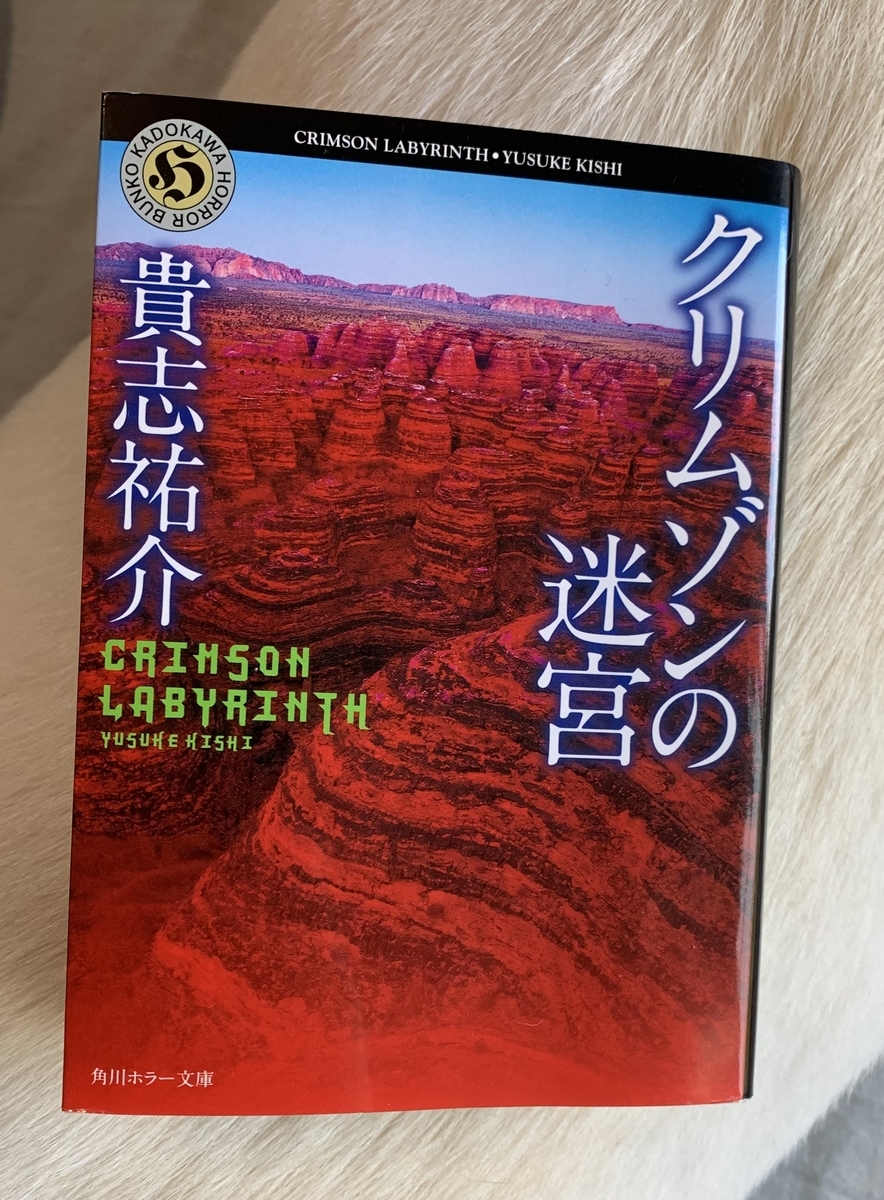 CRIMSON LABYRINTH • YUSUKE KISHI
KADOKAWA HORROR BUNKO
H
クリムゾンの
迷宮
貴志祐介
CRIMSON
LABYRINTH
YUSUKE KISHI
角川ホラー文庫